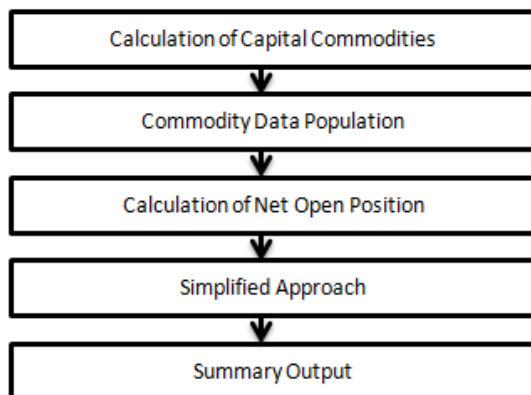 Calculation of Capital Commodities
Commodity Data Population
Calculation of Net Open Position
Simplified Approach
Summary Output